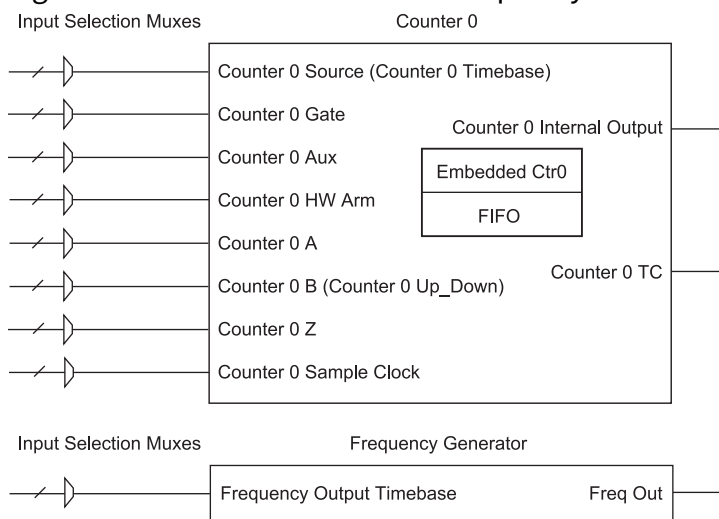 Input Selection Muxes
Counter 0
Counter 0 Source (Counter 0 Timebase)
Counter 0 Gate
Counter 0 Internal Output
Counter 0 Aux
Embedded Ctr0
Counter 0 HW Arm
FIFO
Counter 0 A
Counter 0 TC
Counter 0 B (Counter 0 Up_Down)
Counter 0 Z
Counter 0 Sample Clock
Input Selection Muxes
Frequency Generator
Frequency Output Timebase
Freq Out